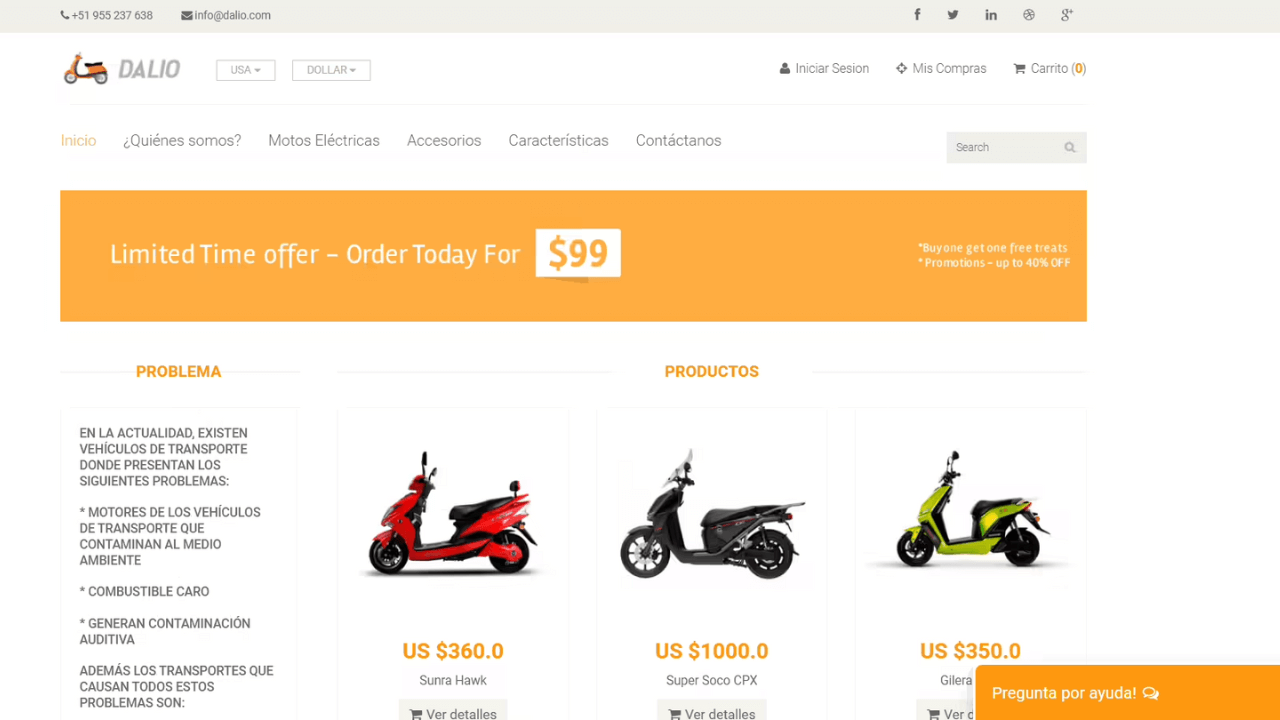 +51 955 237 638 info@dalio.com
DALIO USA DOLLAR Iniciar Sesion Mis Compras Carrito (0)
Inicio ¿Quiénes somos? Motos Eléctricas Accesorios Características Contáctanos Search
Limited Time offer – Order Today For $99
*Buy one get one free treats
* Promotions – up to 40% OFF
PROBLEMA
EN LA ACTUALIDAD, EXISTEN
VEHÍCULOS DE TRANSPORTE
DONDE PRESENTAN LOS
SIGUIENTES PROBLEMAS:
* MOTORES DE LOS VEHÍCULOS
DE TRANSPORTE QUE
CONTAMINAN AL MEDIO
AMBIENTE
* COMBUSTIBLE CARO
* GENERAN CONTAMINACIÓN
AUDITIVA
ADEMÁS LOS TRANSPORTES QUE
CAUSAN TODOS ESTOS
PROBLEMAS SON:
PRODUCTOS
US $360.0
Sunra Hawk
Ver detalles
US $1000.0
Super Soco CPX
Ver detalles
US $350.0
Gilera
Ver
Pregunta por ayuda!